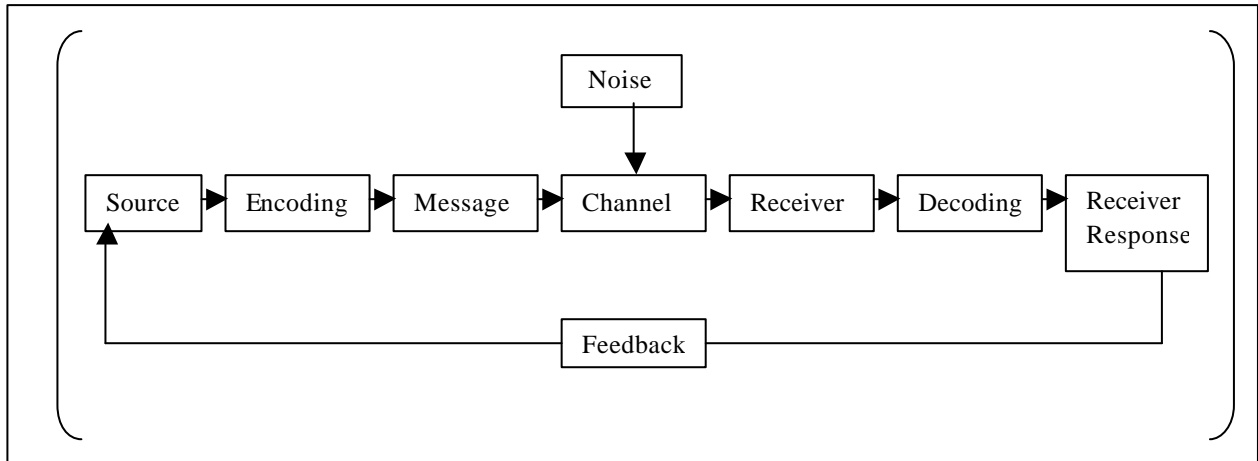 Noise
Source
Encoding
Message
Channel
Receiver
Decoding
Receiver
Response
Feedback